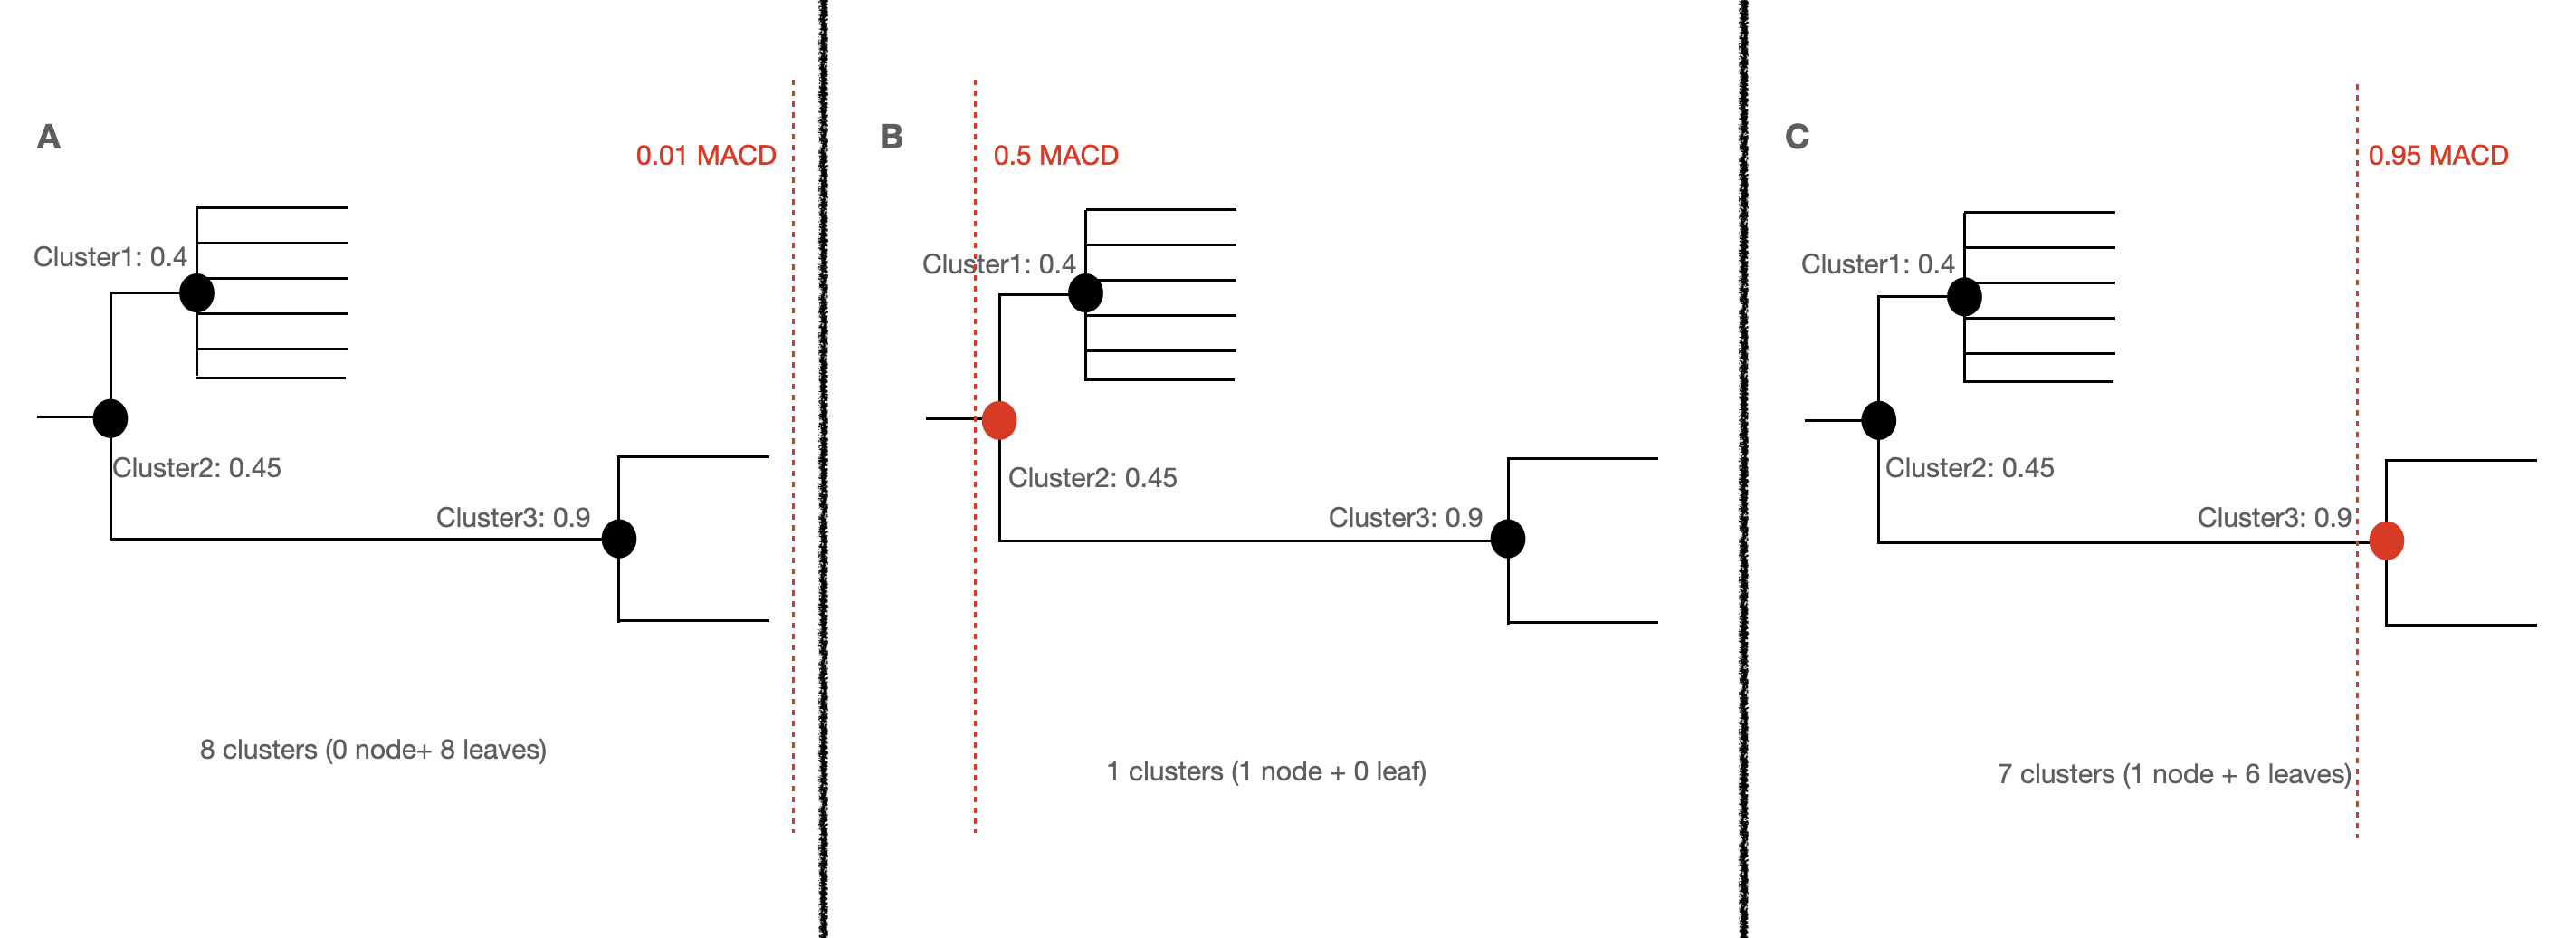 A
0.01 MACD
Cluster1: 0.4
Cluster2: 0.45
Cluster3: 0.9
8 clusters (0 node+ 8 leaves)
B
0.5 MACD
Cluster1: 0.4
Cluster2: 0.45
Cluster3: 0.9
1 clusters (1 node + 0 leaf)
C
0.95 MACD
Cluster1: 0.4
Cluster2: 0.45
Cluster3: 0.9
7 clusters (1 node + 6 leaves)